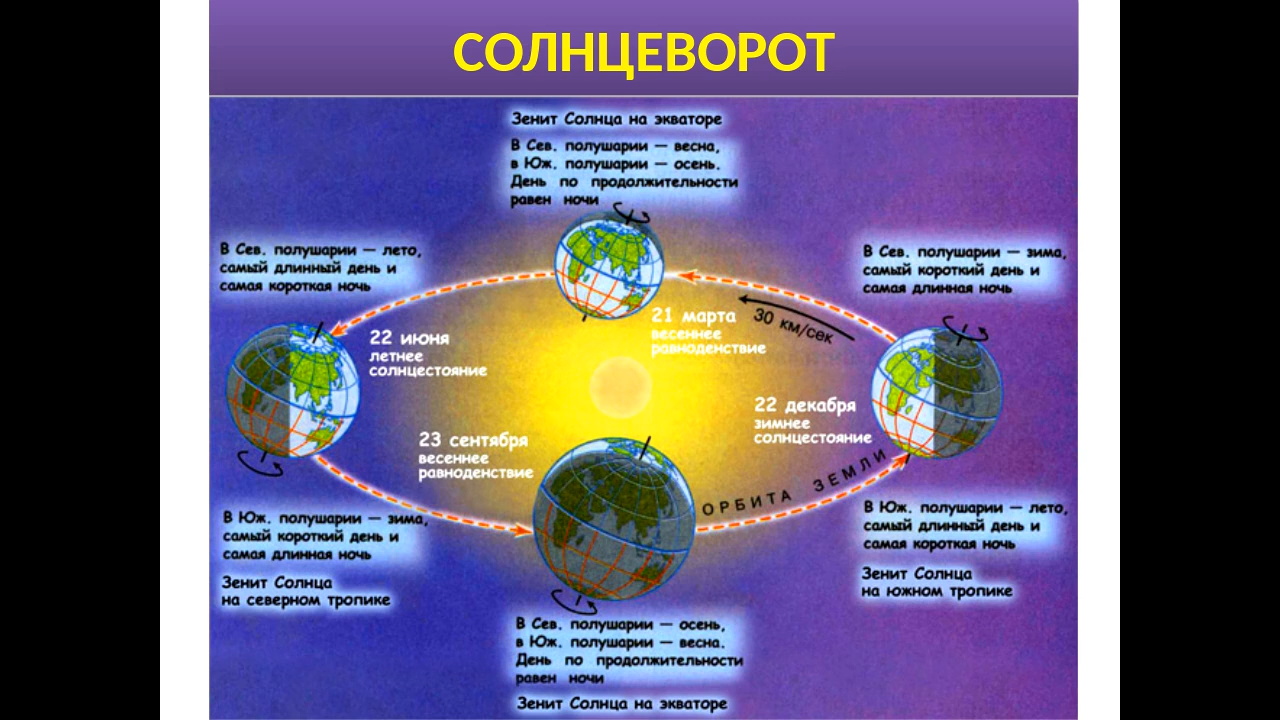 СОЛНЦЕВОРОТ
Зенит Солнца на экваторе
В Сев. полушарии — весна,
в Юж. полушарии — осень.
День по продолжительности
равен ночи
В Сев. полушарии — лето,
самый длинный день и
самая короткая ночь
В Сев. полушарии — зима,
самый короткий день и
самая длинная ночь
21 марта
весеннее
равноденствие
30 км/сек
22 июня
летнее
солнцестояние
22 декабря
зимнее
солнцестояние
23 сентября
весеннее
равноденствие
ОРБИТА ЗЕМЛИ
В Юж. полушарии — зима,
самый короткий день и
самая длинная ночь
Зенит Солнца
на северном тропике
В Юж. полушарии — лето,
самый длинный день и
самая короткая ночь
Зенит Солнца
на южном тропике
В Сев. полушарии — осень,
в Юж. полушарии — весна.
День по продолжительности
равен ночи
Зенит Солнца на экваторе